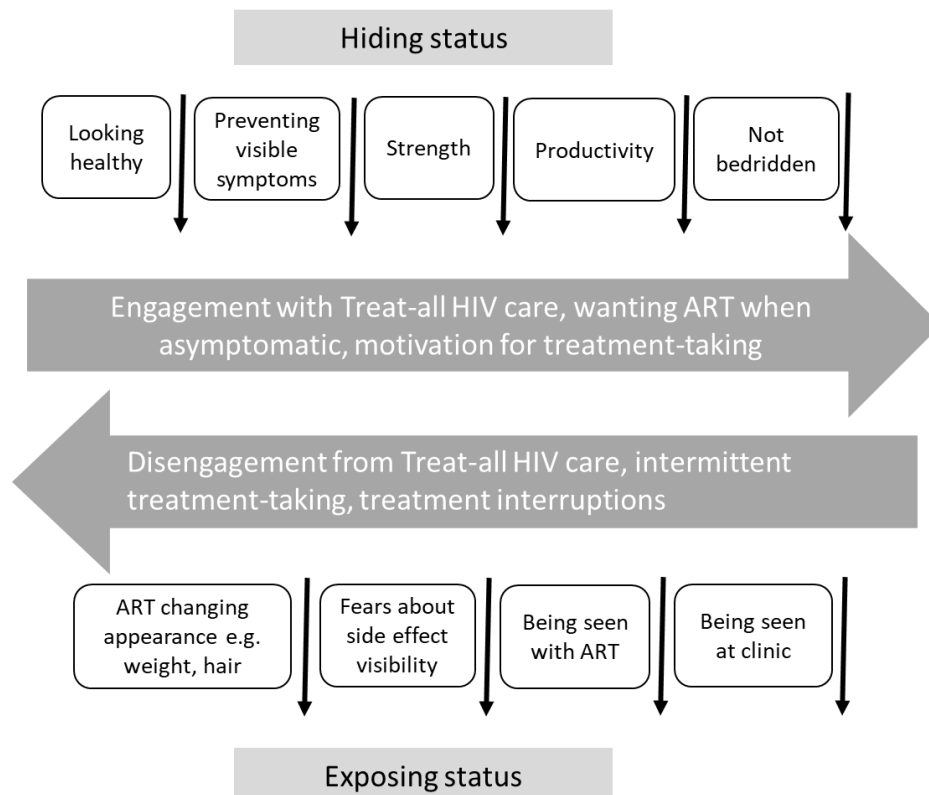 Hiding status
Looking
healthy
Preventing
visible
symptoms
Strength
Productivity
Not
bedridden
Engagement with Treat-all HIV care, wanting ART when
asymptomatic, motivation for treatment-taking
Disengagement from Treat-all HIV care, intermittent
treatment-taking, treatment interruptions
ART changing
appearance e.g.
weight, hair
Fears about
side effect
visibility
Being seen
with ART
Being seen
at clinic
Exposing status